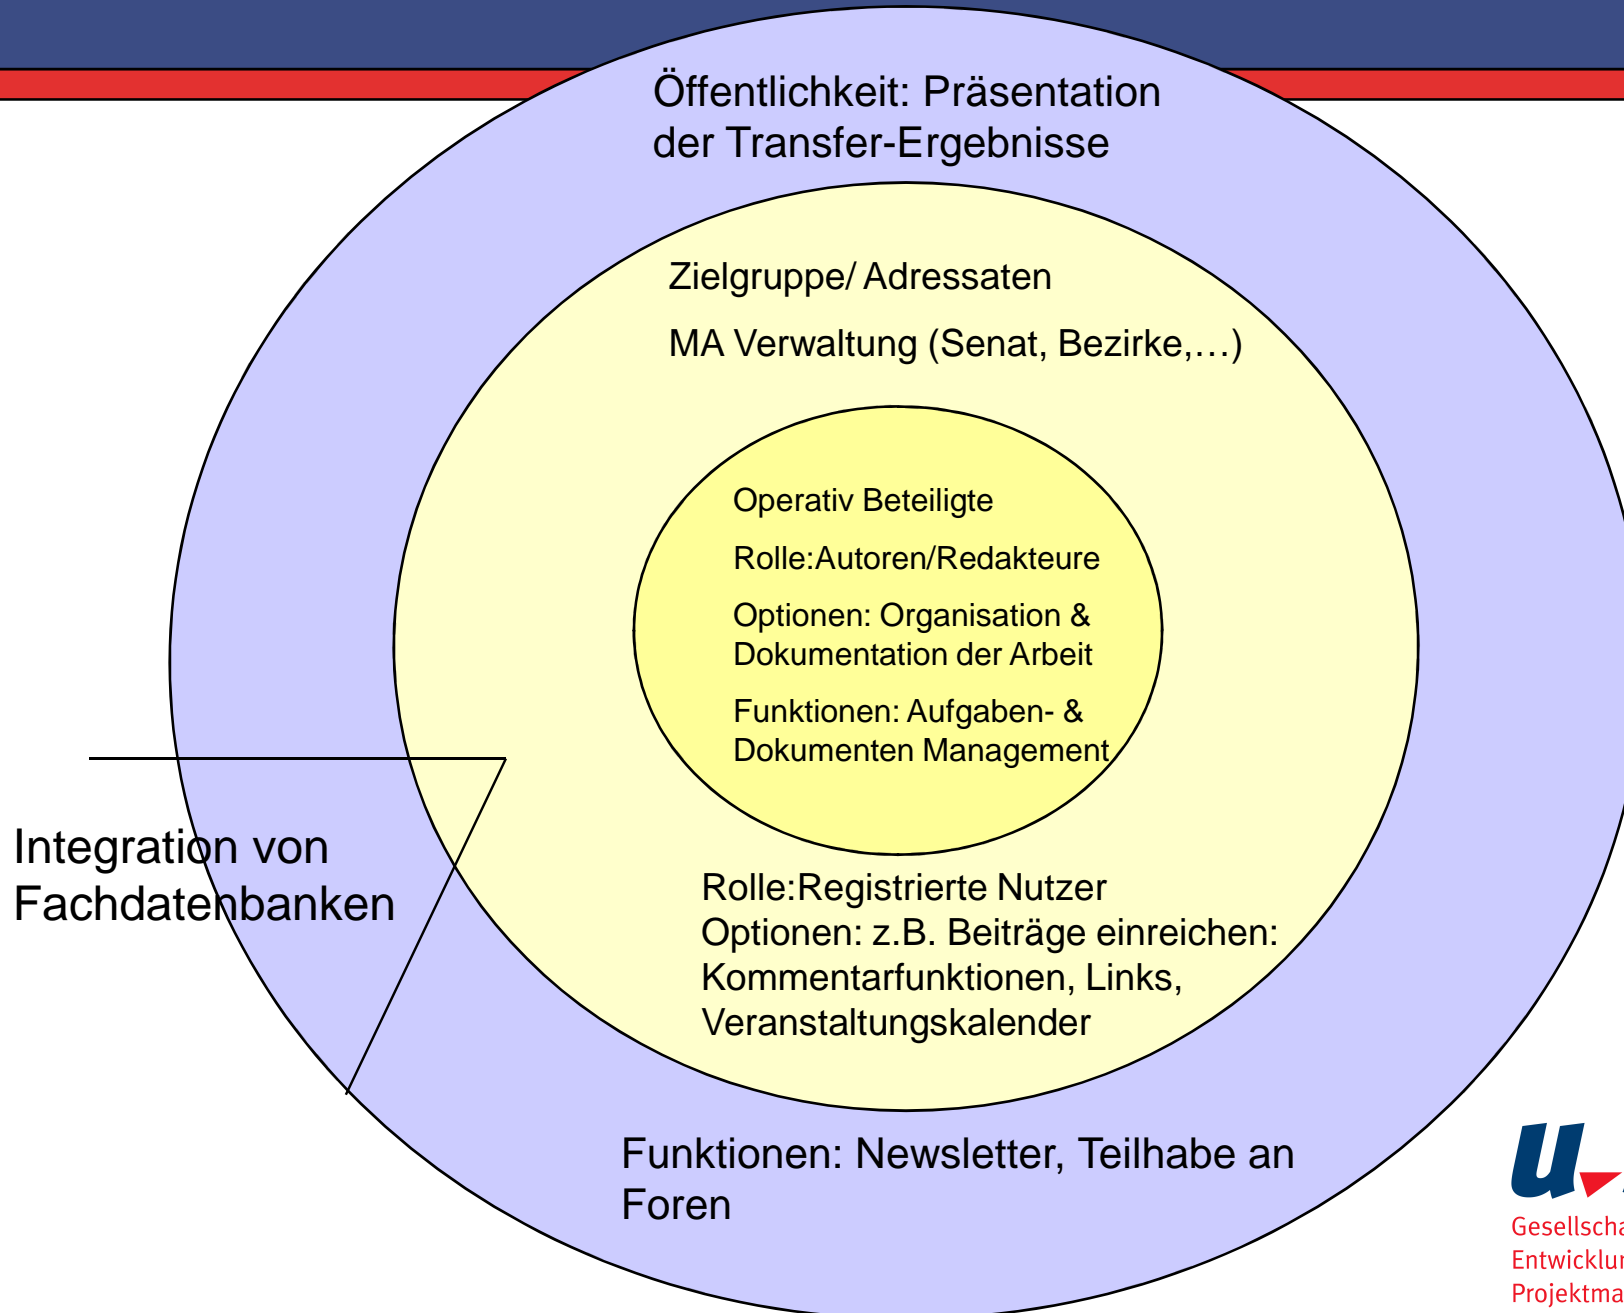 Öffentlichkeit: Präsentation
der Transfer-Ergebnisse
Zielgruppe/ Adressaten
MA Verwaltung (Senat, Bezirke,…)
Operativ Beteiligte
Rolle:Autoren/Redakteure
Optionen: Organisation &
Dokumentation der Arbeit
Funktionen: Aufgaben- &
Dokumenten Management
Integration von
Fachdatenbanken
Rolle:Registrierte Nutzer
Optionen: z.B. Beiträge einreichen:
Kommentarfunktionen, Links,
Veranstaltungskalender
Funktionen: Newsletter, Teilhabe an
Foren
u